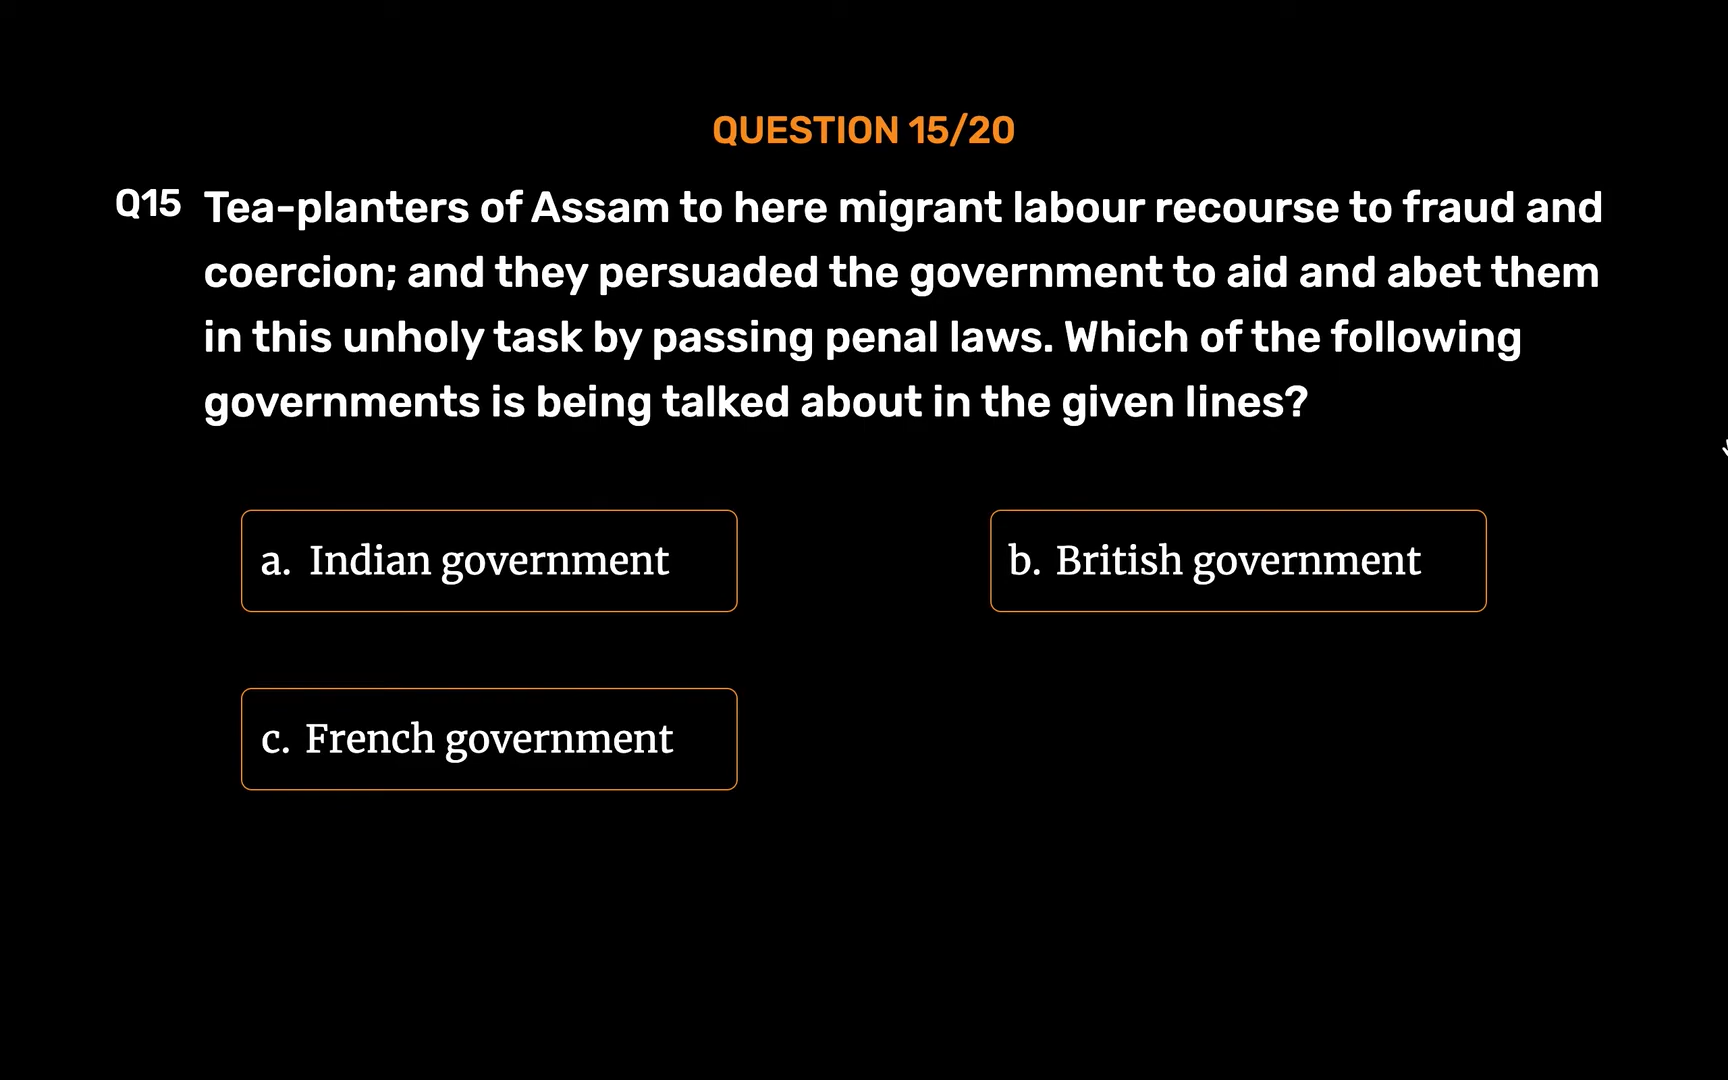 QUESTION 15/20
Q15 Tea-planters of Assam to here migrant labour recourse to fraud and
coercion; and they persuaded the government to aid and abet them
in this unholy task by passing penal laws. Which of the following
governments is being talked about in the given lines?
a. Indian government
b. British government
c. French government